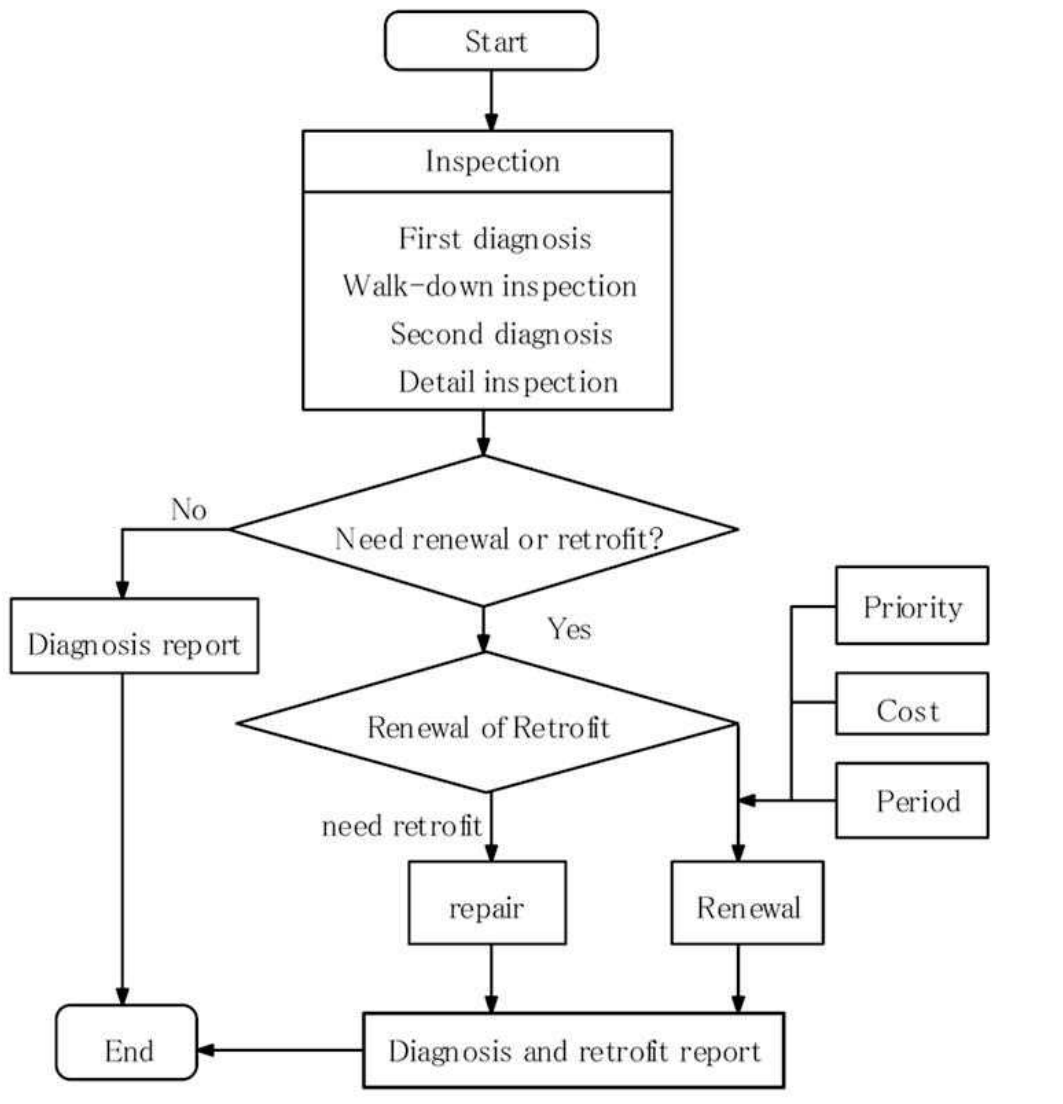 Start
Inspection
First diagnosis
Walk-down inspection
Second diagnosis
Detail inspection
No
Need renewal or retrofit?
Diagnosis report
Yes
Priority
Cost
Period
Renewal of Retrofit
need retrofit
repair
Renewal
Diagnosis and retrofit report
End